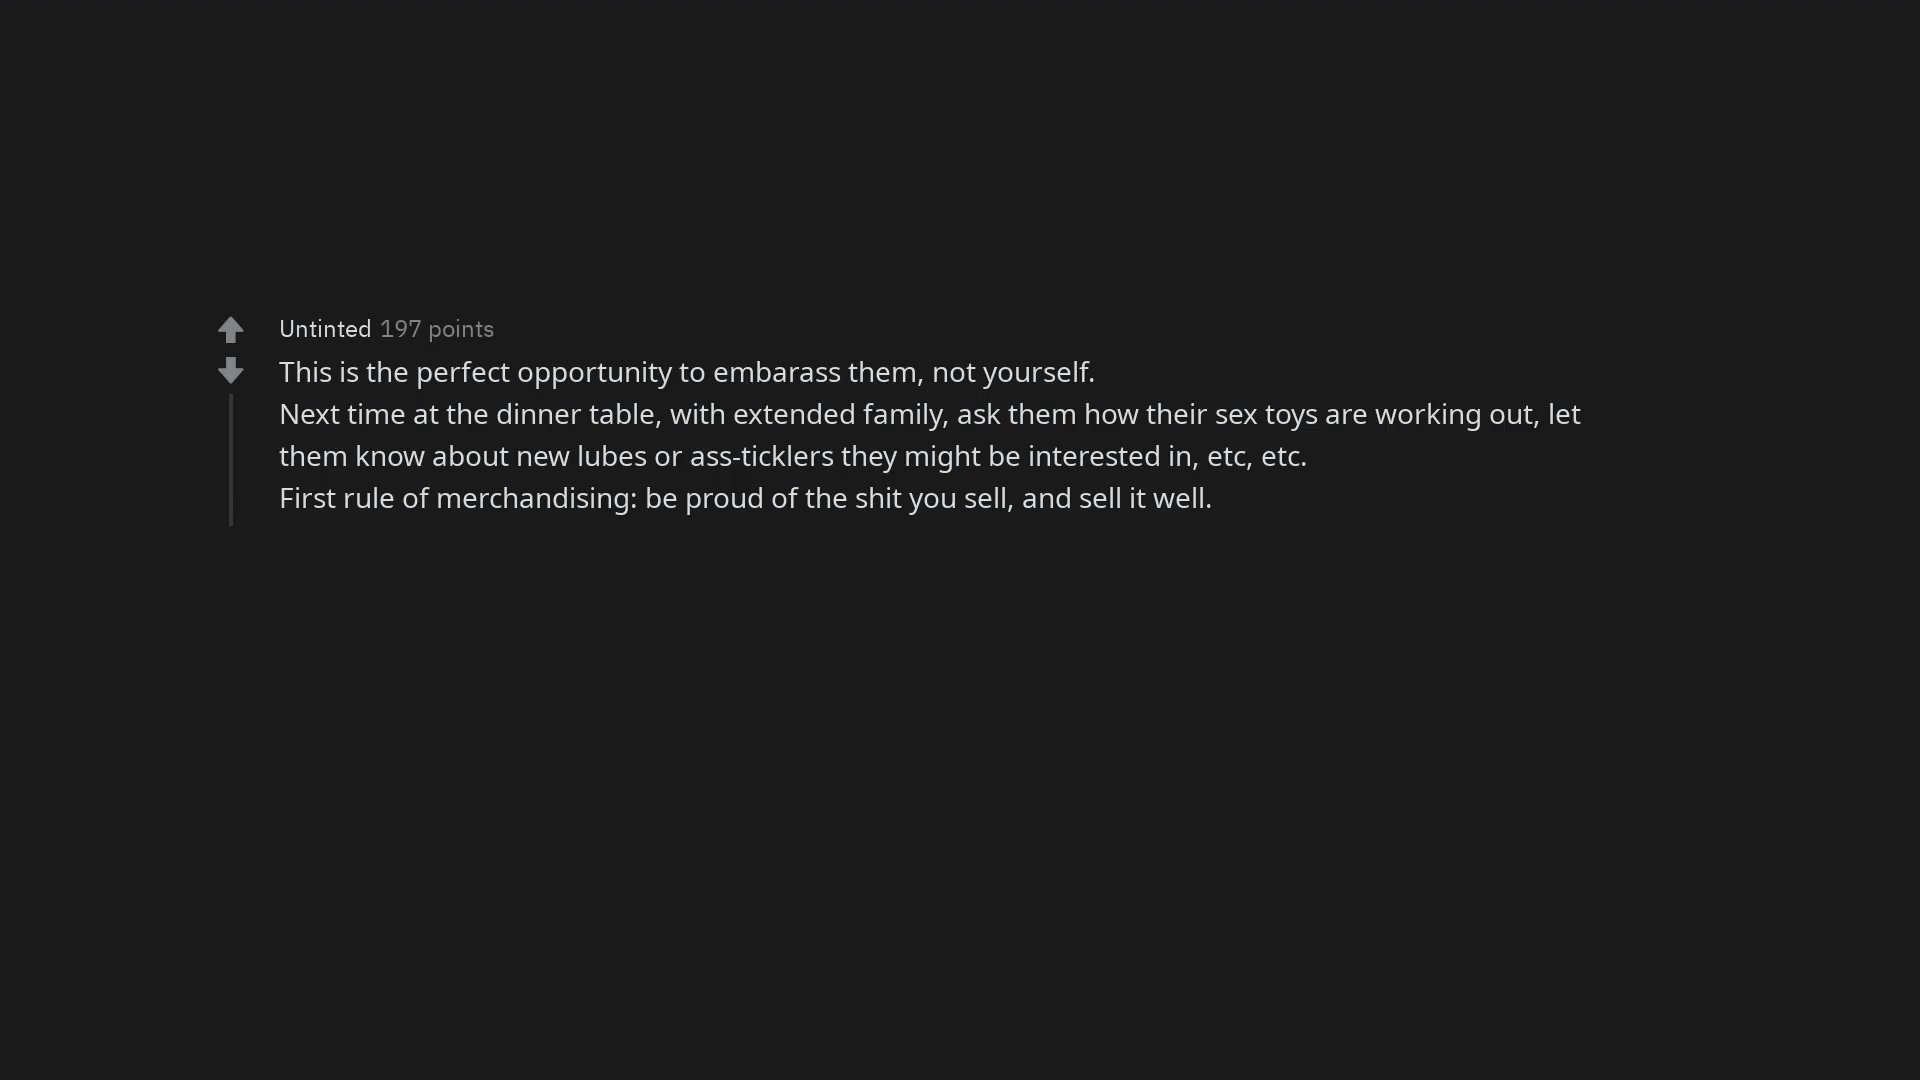 Untinted 197 points
This is the perfect opportunity to embarass them, not yourself.
Next time at the dinner table, with extended family, ask them how their sex toys are working out, let
them know about new lubes or ass-ticklers they might be interested in, etc, etc.
First rule of merchandising: be proud of the shit you sell, and sell it well.